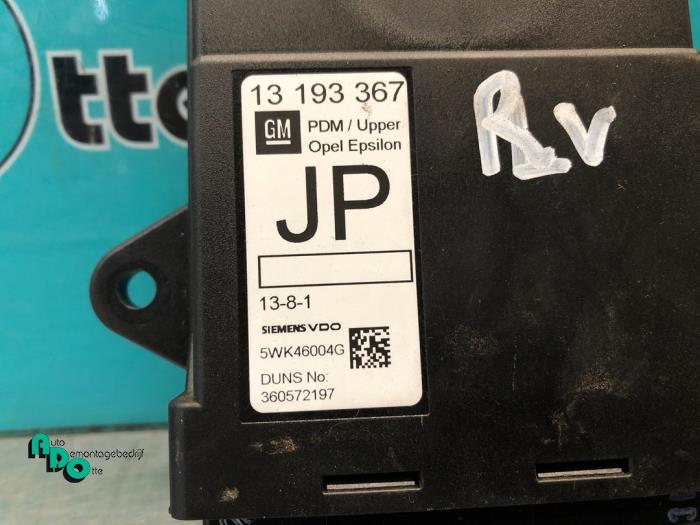 tte
13 193 367
GM
PDM / Upper
Opel Epsilon
JP
13-8-1
SIEMENS VDO
5WK46004G
DUNS No:
360572197
RV
Auto
Demontagebedrijf
Otte